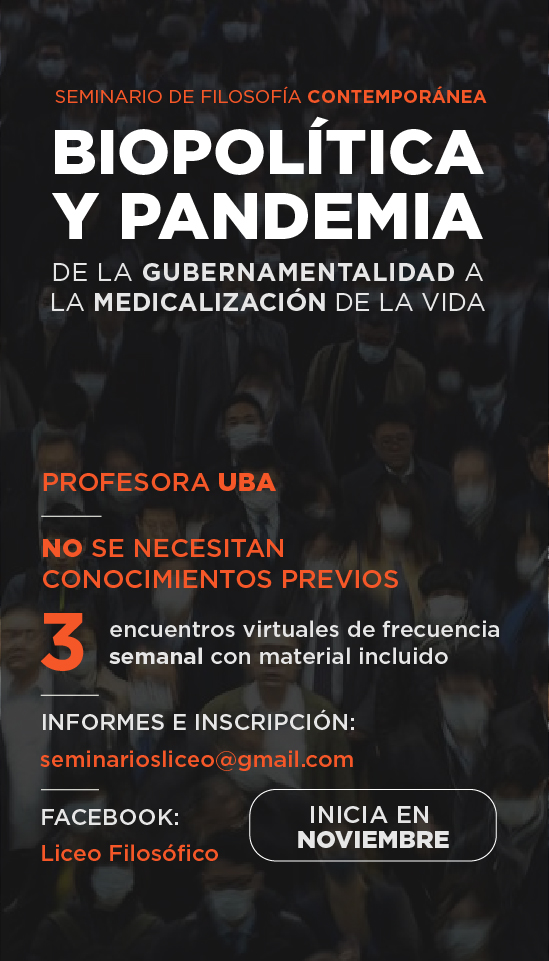 SEMINARIO DE FILOSOFÍA CONTEMPORÁNEA
BIOPOLÍTICA
Y PANDEMIA
DE LA GUBERNAMENTALIDAD A
LA MEDICALIZACIÓN DE LA VIDA
PROFESORA UBA
NO SE NECESITAN
CONOCIMIENTOS PREVIOS
3 encuentros virtuales de frecuencia
semanal con material incluido
INFORMES E INSCRIPCIÓN:
seminariosliceo@gmail.com
FACEBOOK:
Liceo Filosófico
INICIA EN
NOVIEMBRE